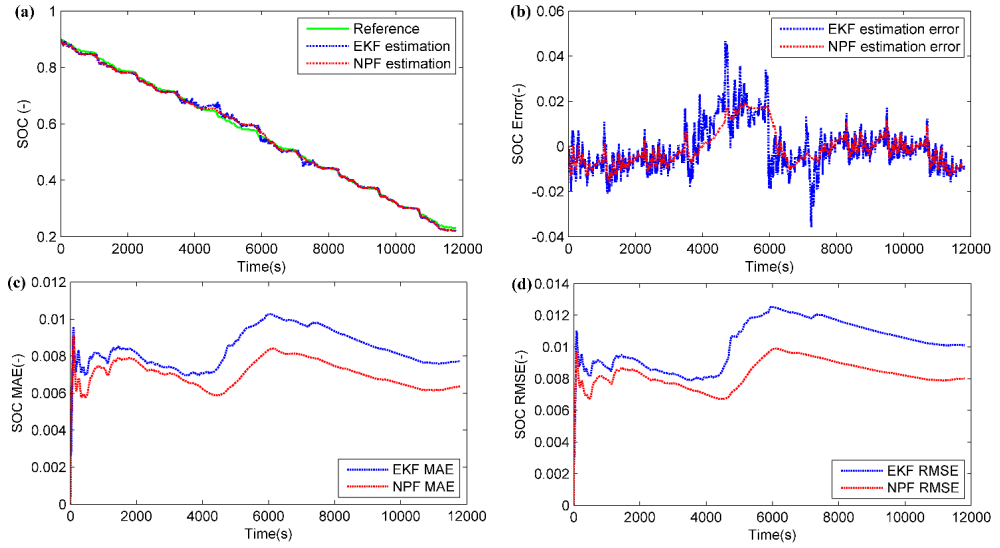 (a)
1
0.8
0.6
0.4
0.2
SOC (-)
Reference
EKF estimation
NPF estimation
0 2000 4000 6000 8000 10000 12000
Time(s)
(b)
0.06
0.04
0.02
0
-0.02
-0.04
SOC Error(-)
EKF estimation error
NPF estimation error
0 2000 4000 6000 8000 10000 12000
Time(s)
(c)
0.012
0.01
0.008
0.006
0.004
0.002
0
SOC MAE(-)
EKF MAE
NPF MAE
0 2000 4000 6000 8000 10000 12000
Time(s)
(d)
0.014
0.012
0.01
0.008
0.006
0.004
0.002
0
SOC RMSE(-)
EKF RMSE
NPF RMSE
0 2000 4000 6000 8000 10000 12000
Time(s)